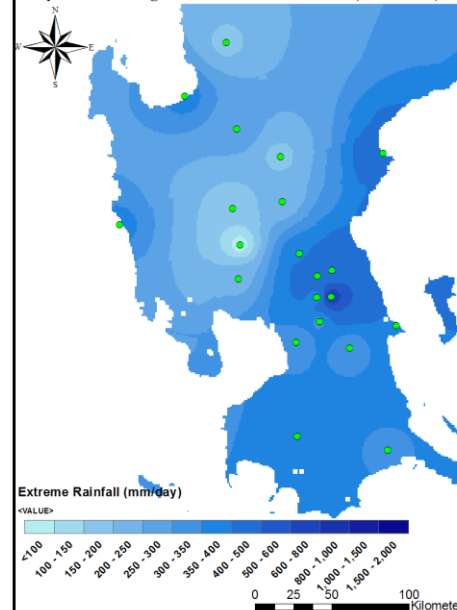 N
W E
S
Extreme Rainfall (mm/day)
<VALUE>
<100 100 - 150 150 - 200 200 - 250 250 - 300 300 - 350 350 - 400 400 - 500 500 - 600 600 - 800 800 - 1,000 1,000 - 1,500 1,500 - 2,000
0 25 50 100
Kilomete